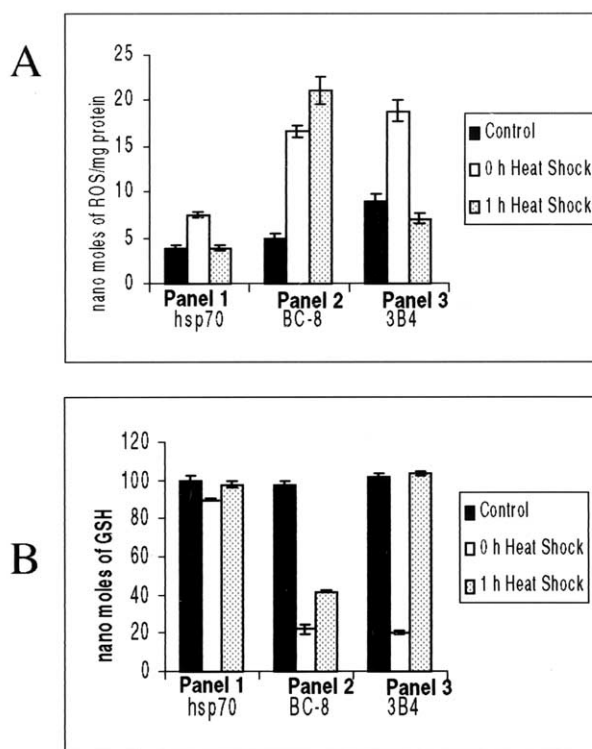 A
nano moles of ROS/mg protein
25
20
15
10
5
0
Panel 1 Panel 2 Panel 3
hsp70 BC-8 3B4
Control
0 h Heat Shock
1 h Heat Shock
B
nano moles of GSH
120
100
80
60
40
20
0
Panel 1 Panel 2 Panel 3
hsp70 BC-8 3B4
Control
0 h Heat Shock
1 h Heat Shock